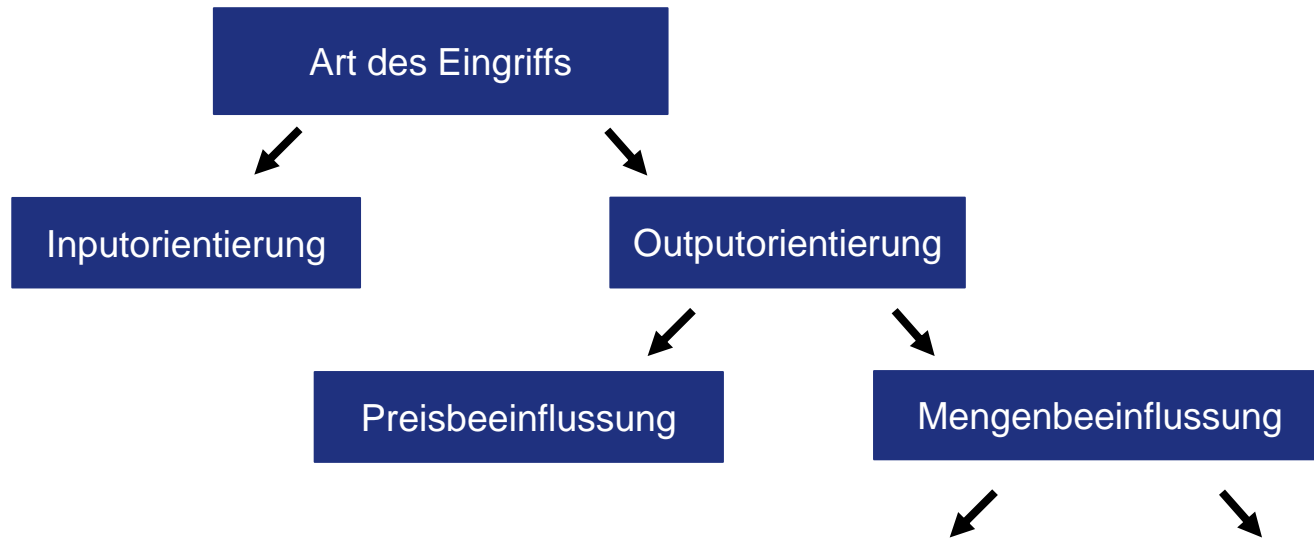 Art des Eingriffs
Inputorientierung
Outputorientierung
Preisbeeinflussung
Mengenbeeinflussung